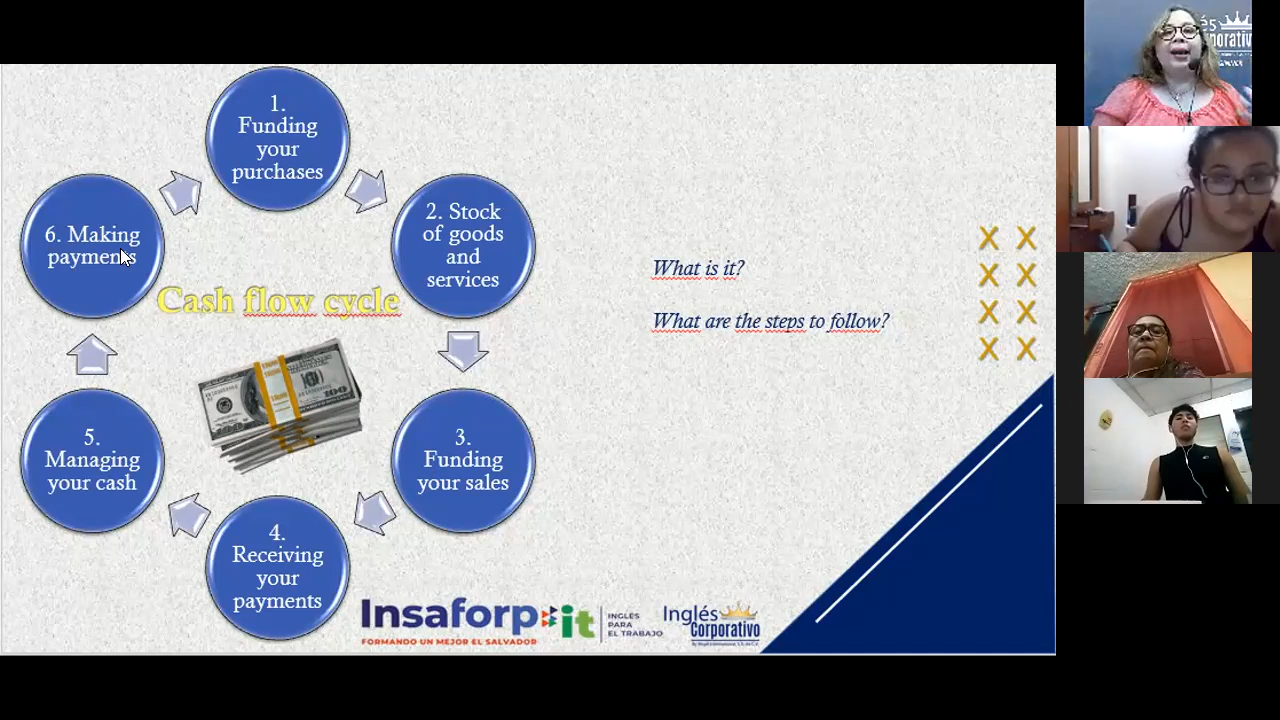 1.
Funding
your
purchases
2. Stock
of goods
and
services
3.
Funding
your sales
4.
Receiving
your
payments
5.
Managing
your cash
6. Making
payments
Cash flow cycle
What is it?
What are the steps to follow?
X X
X X
X X
X X
Insaforp
FORMANDO UN MEJOR EL SALVADOR
it
INGLÉS
PARA
EL TRABAJO
Inglés
Corporativo